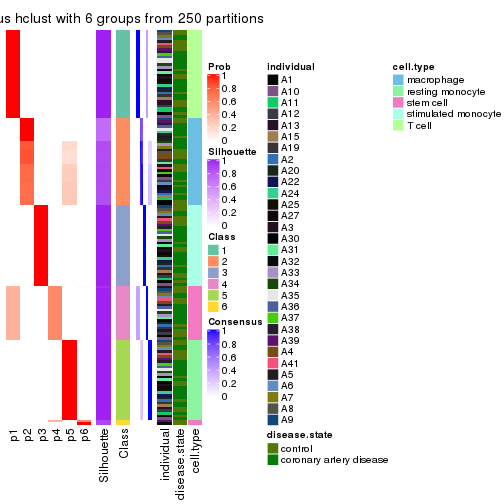 us hclust with 6 groups from 250 partitions
Prob
1
0.8
0.6
0.4
0.2
0
Silhouette
1
0.8
0.6
0.4
0.2
0
Class
1
2
3
4
5
6
Consensus
1
0.8
0.6
0.4
0.2
0
individual
A1
A10
A11
A12
A13
A15
A19
A2
A20
A22
A24
A25
A27
A3
A30
A31
A32
A33
A34
A35
A36
A37
A38
A39
A4
A41
A5
A6
A7
A8
A9
disease.state
control
coronary artery disease
cell.type
macrophage
resting monocyte
stem cell
stimulated monocyte
T cell
p1
p2
p3
p4
p5
p6
Silhouette
Class
individual
disease.state
cell.type